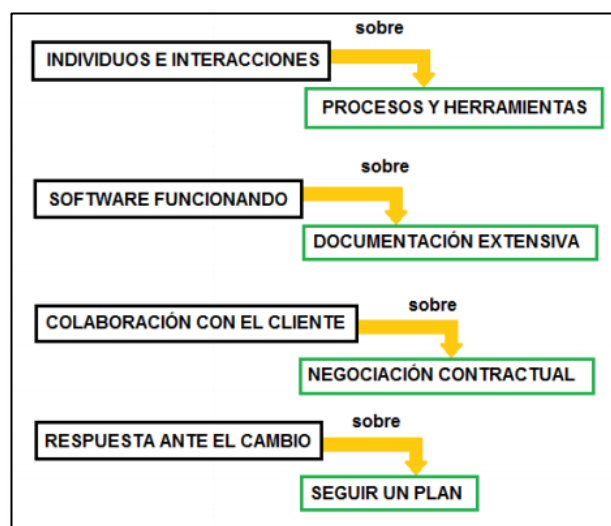 sobre
INDIVIDUOS E INTERACCIONES
PROCESOS Y HERRAMIENTAS
sobre
SOFTWARE FUNCIONANDO
DOCUMENTACIÓN EXTENSIVA
sobre
COLABORACIÓN CON EL CLIENTE
NEGOCIACIÓN CONTRACTUAL
sobre
RESPUESTA ANTE EL CAMBIO
SEGUIR UN PLAN